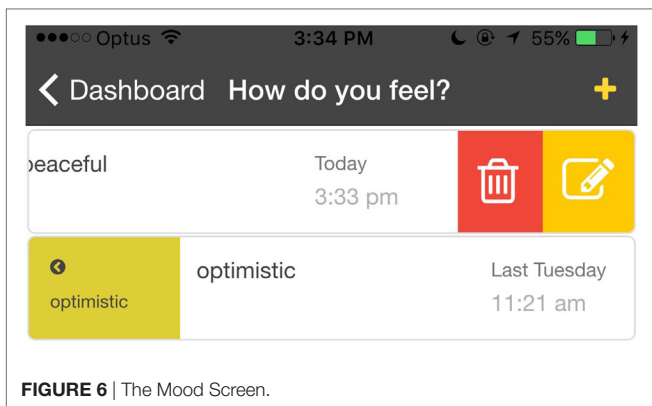 Optus 3:34 PM 55%
Dashboard How do you feel? +
peaceful Today
3:33 pm
optimistic Last Tuesday
optimistic 11:21 am
FIGURE 6 | The Mood Screen.